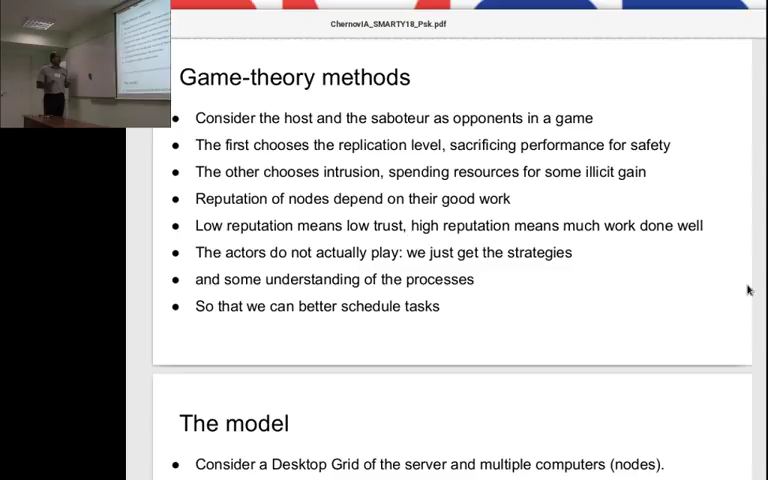 ChernovIA_SMARTY18_Psk.pdf
Game-theory methods
● Consider the host and the saboteur as opponents in a game
● The first chooses the replication level, sacrificing performance for safety
● The other chooses intrusion, spending resources for some illicit gain
● Reputation of nodes depend on their good work
● Low reputation means low trust, high reputation means much work done well
● The actors do not actually play: we just get the strategies
● and some understanding of the processes
● So that we can better schedule tasks
The model
● Consider a Desktop Grid of the server and multiple computers (nodes).